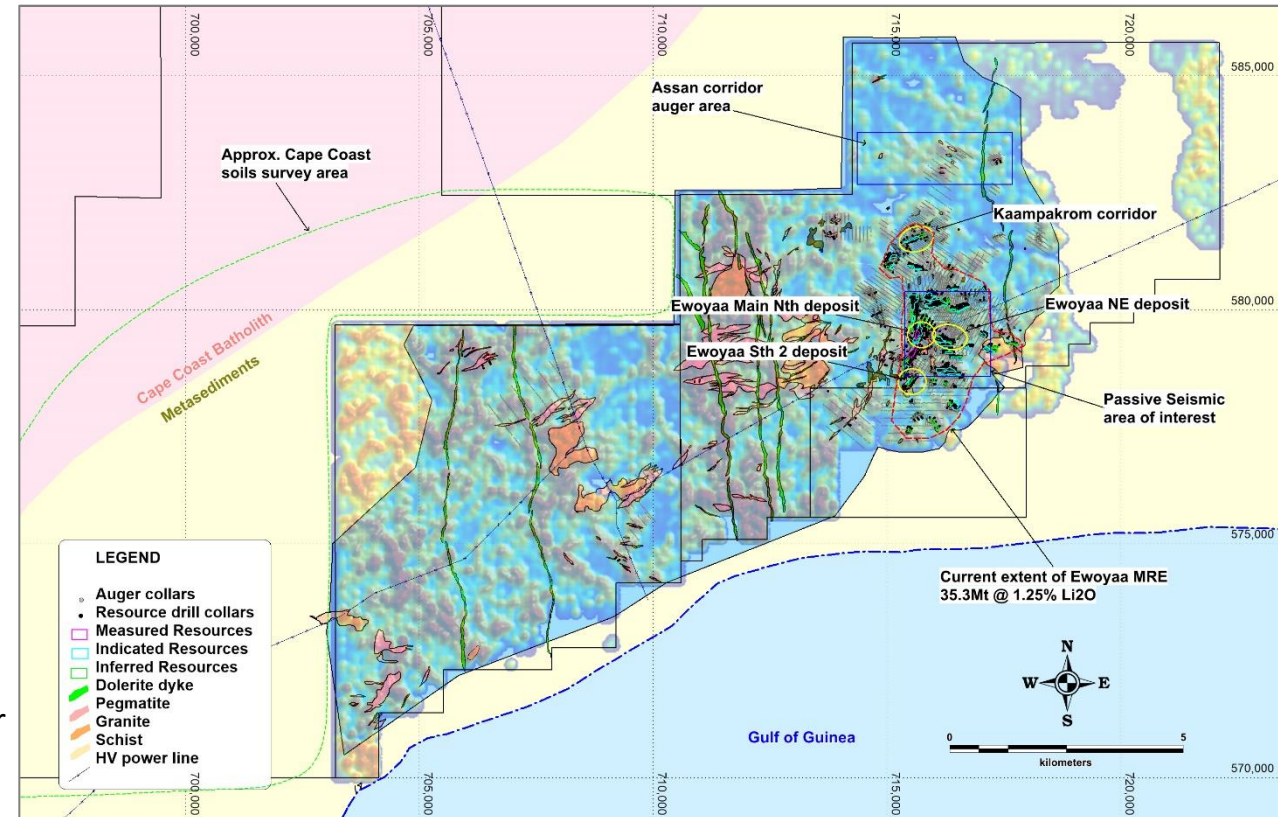 700,000
705,000
710,000
715,000
720,000
585,000
Assan corridor
auger area
Approx. Cape Coast
soils survey area
Kaampakrom corridor
Ewoyaa Main Nth deposit
Ewoyaa NE deposit
580,000
Ewoyaa Sth 2 deposit
Cape Coast Batholith
Metasediments
Passive Seismic
area of interest
575,000
Current extent of Ewoyaa MRE
35.3Mt @ 1.25% Li2O
LEGEND
Auger collars
Resource drill collars
Measured Resources
Indicated Resources
Inferred Resources
Dolerite dyke
Pegmatite
Granite
Schist
HV power line
r
N
W E
S
Gulf of Guinea
0 5
kilometers
570,000
700,000
705,000
710,000
715,000
720,000